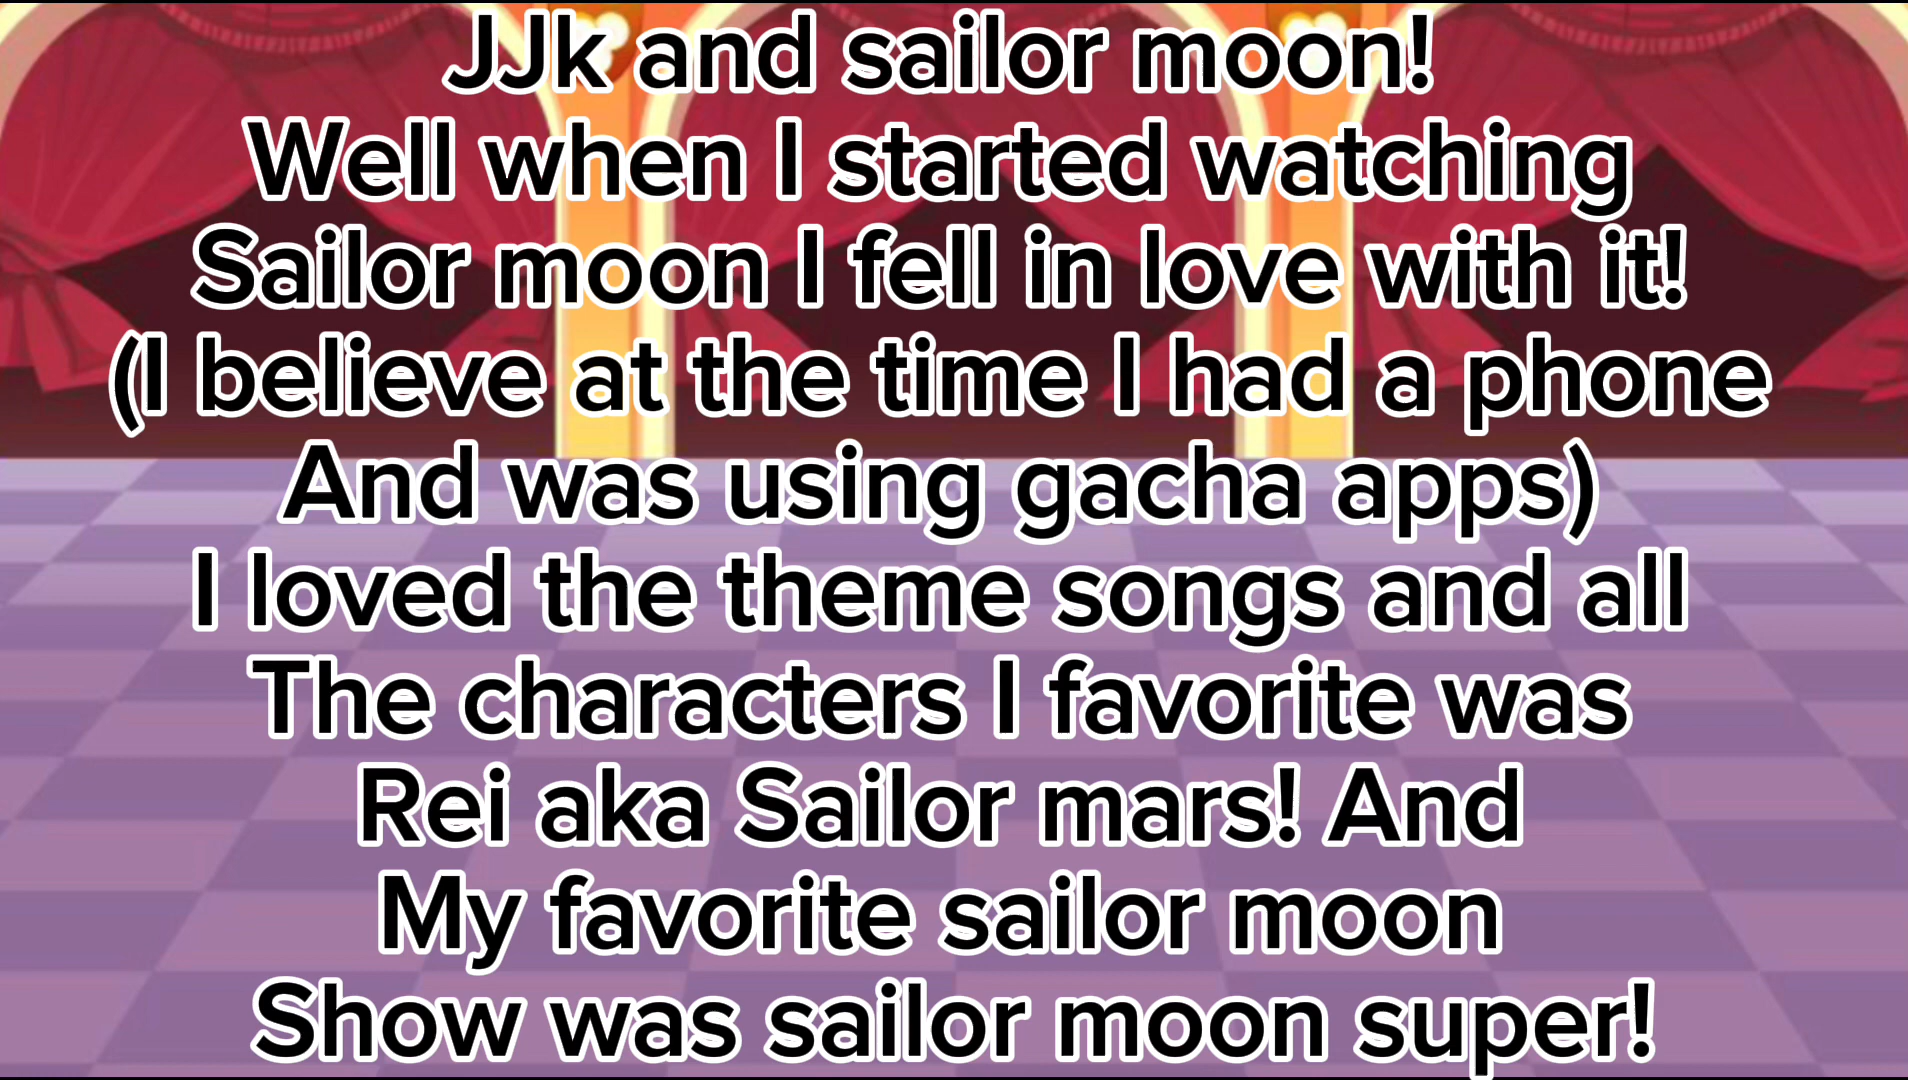 JJk and sailor moon!
Well when I started watching
Sailor moon I fell in love with it!
(I believe at the time I had a phone
And was using gacha apps)
I loved the theme songs and all
The characters I favorite was
Rei aka Sailor mars! And
My favorite sailor moon
Show was sailor moon super!